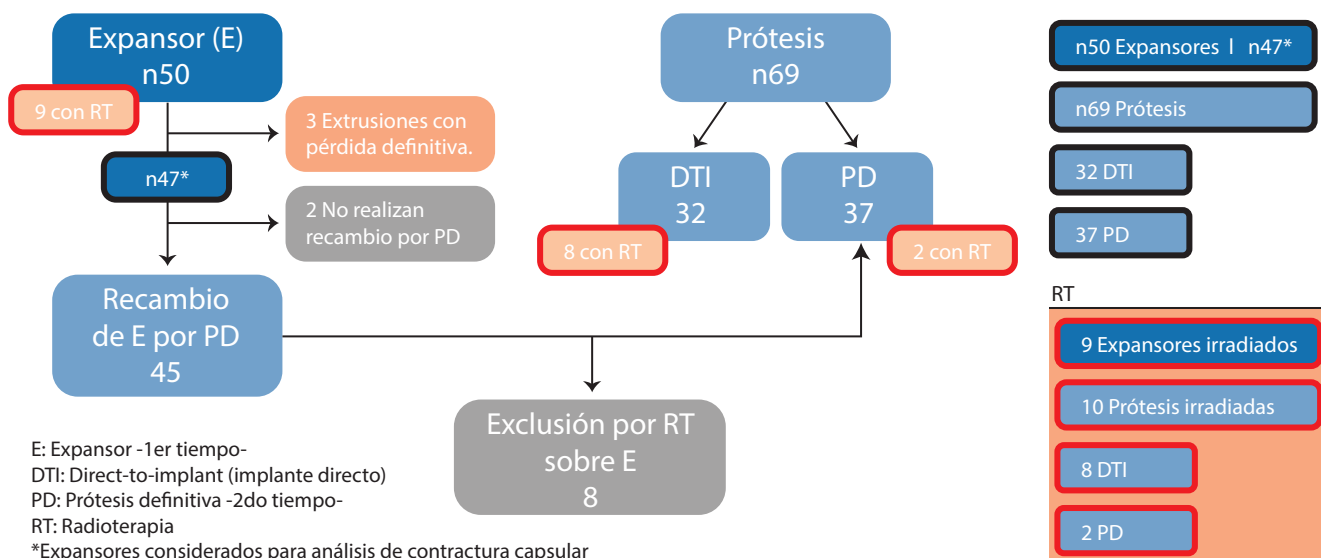 Expansor (E)
n50
9 con RT
3 Extrusiones con
pérdida definitiva.
n47*
2 No realizan
recambio por PD
Recambio
de E por PD
45
Prótesis
n69
DTI
32
8 con RT
PD
37
2 con RT
Exclusión por RT
sobre E
8
E: Expansor -1er tiempo-
DTI: Direct-to-implant (implante directo)
PD: Prótesis definitiva -2do tiempo-
RT: Radioterapia
*Expansores considerados para análisis de contractura capsular
n50 Expansores | n47*
n69 Prótesis
32 DTI
37 PD
RT
9 Expansores irradiados
10 Prótesis irradiadas
8 DTI
2 PD